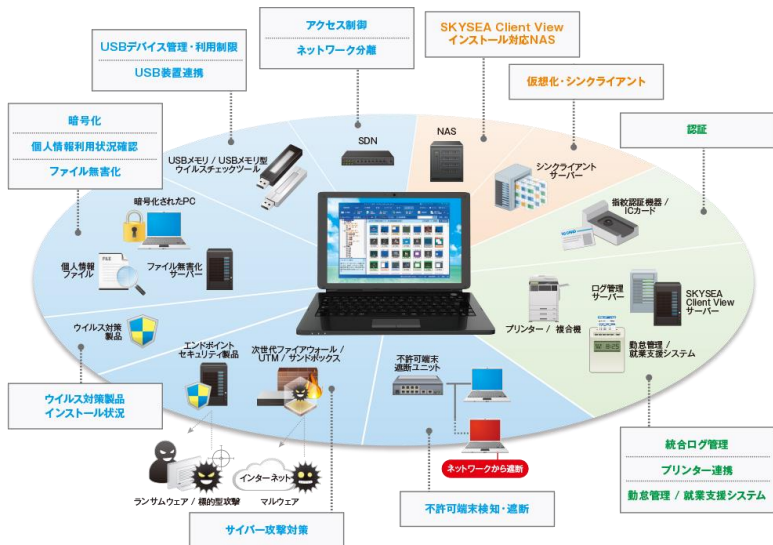 アクセス制御
ネットワーク分離
SKYSEA Client View
インストール対応NAS
USBデバイス管理・利用制限
USB装置連携
仮想化・シンクライアント
暗号化
個人情報利用状況確認
ファイル無害化
認証
SDN
NAS
USBメモリ / USBメモリ型
ウイルスチェックツール
シンクライアント
サーバー
指紋認証機器 /
ICカード
暗号化されたPC
個人情報
ファイル
ファイル無害化
サーバー
ログ管理
サーバー
SKYSEA
Client View
サーバー
プリンター / 複合機
勤怠管理 /
就業支援システム
ウイルス対策
製品
エンドポイント
セキュリティ製品
次世代ファイアウォール /
UTM / サンドボックス
不許可端末
遮断ユニット
ウイルス対策製品
インストール状況
ネットワークから遮断
インターネット
ランサムウェア / 標的型攻撃
マルウェア
統合ログ管理
プリンター連携
勤怠管理 / 就業支援システム
サイバー攻撃対策
不許可端末検知・遮断